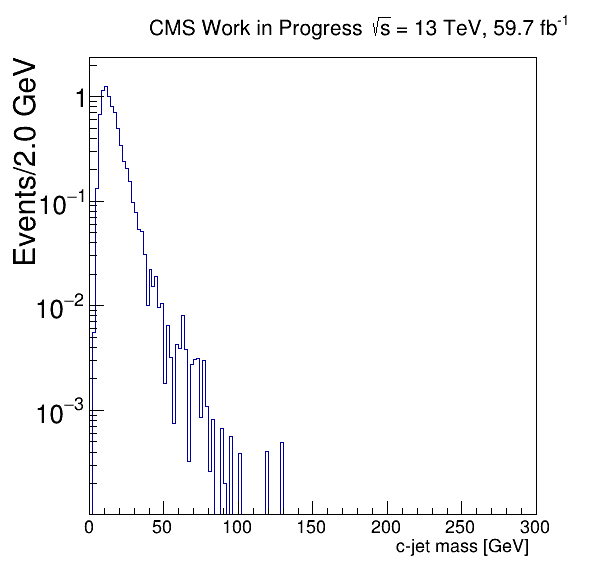 CMS Work in Progress √s = 13 TeV, 59.7 fb⁻¹
Events/2.0 GeV
1
10⁻¹
10⁻²
10⁻³
0 50 100 150 200 250 300
c-jet mass [GeV]